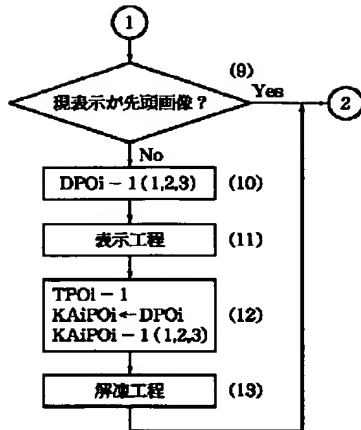 1
(9)
現表示が先頭画像?
Yes
2
No
DPOi-1(1,2,3)
(10)
表示工程
(11)
TPOi-1
KAiPOi←DPOi
(12)
KAiPOi-1(1,2,3)
解凍工程
(13)